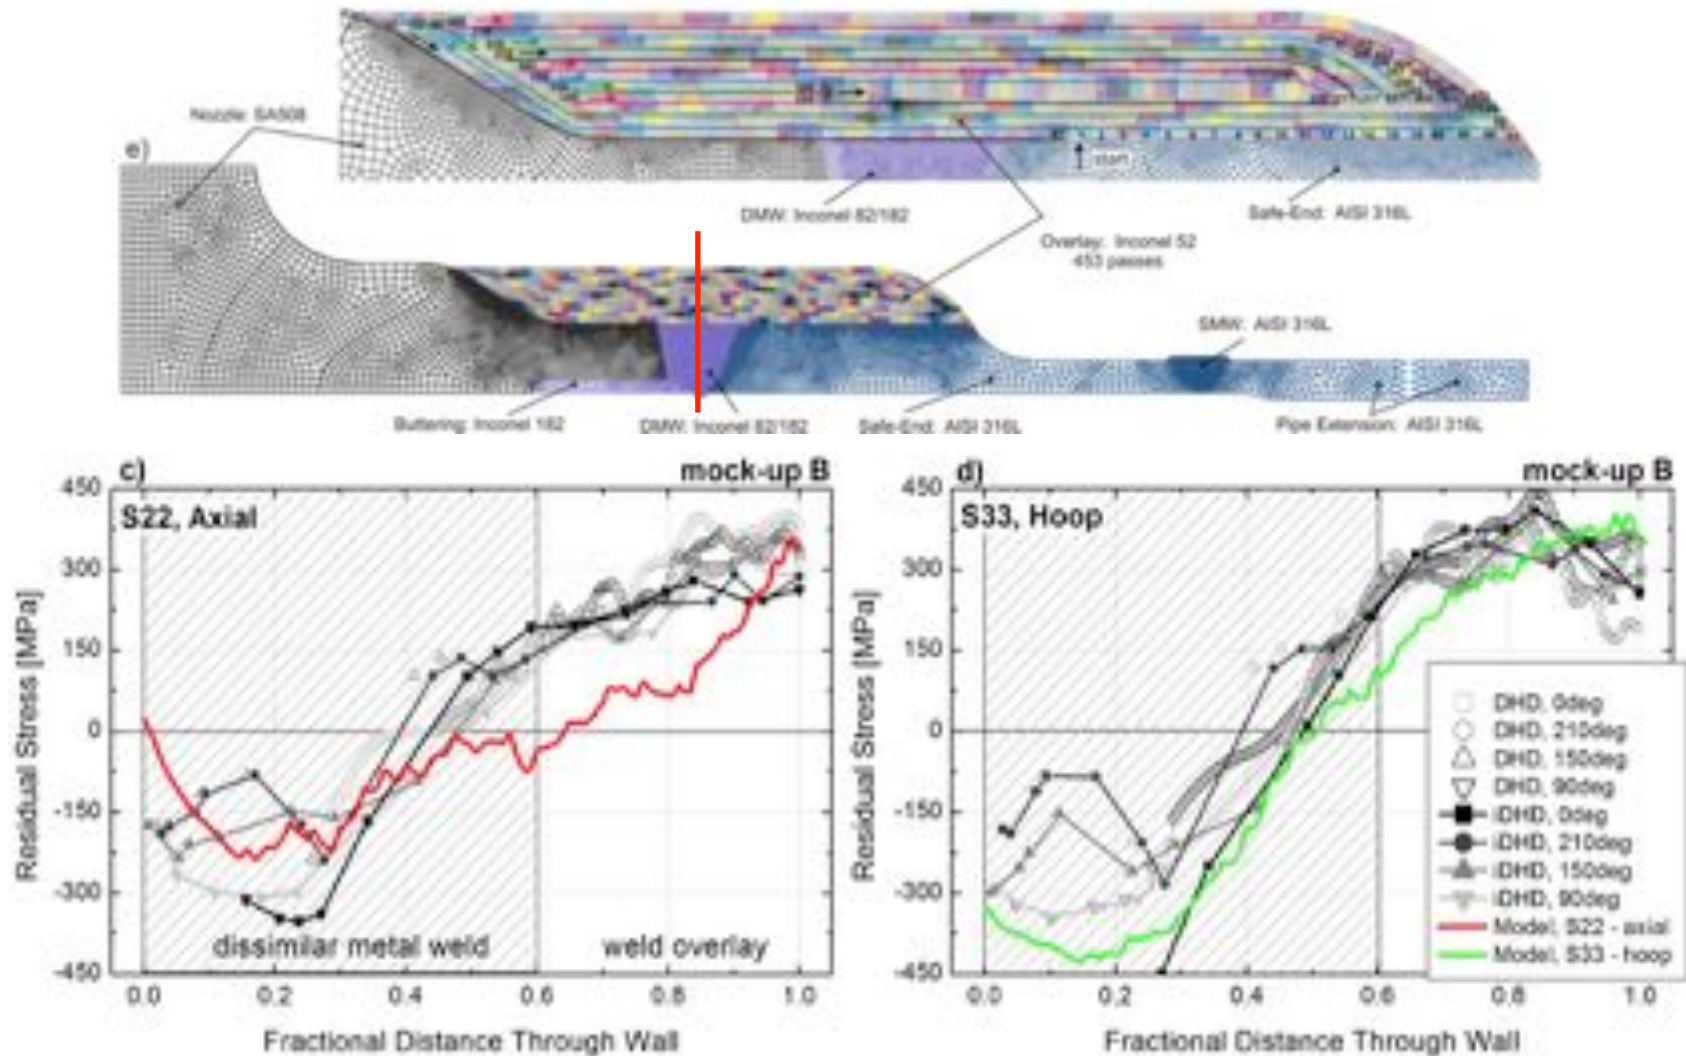 Nozzle: SA508
e)
start
DMW: Inconel 82/182
Safe-End: AISI 316L
Overlay: Inconel 52
453 passes
SMW: AISI 316L
Buttering: Inconel 182
DMW: Inconel 82/182
Safe-End: AISI 316L
Pipe Extension: AISI 316L
c)
mock-up B
S22, Axial
Residual Stress [MPa]
450
300
150
0
-150
-300
-450
dissimilar metal weld
weld overlay
0.0
0.2
0.4
0.6
0.8
1.0
Fractional Distance Through Wall
d)
mock-up B
S33, Hoop
Residual Stress [MPa]
450
300
150
0
-150
-300
-450
DHD, 0deg
DHD, 210deg
DHD, 150deg
DHD, 90deg
iDHD, 0deg
iDHD, 210deg
iDHD, 150deg
iDHD, 90deg
Model, S22 - axial
Model, S33 - hoop
0.0
0.2
0.4
0.6
0.8
1.0
Fractional Distance Through Wall